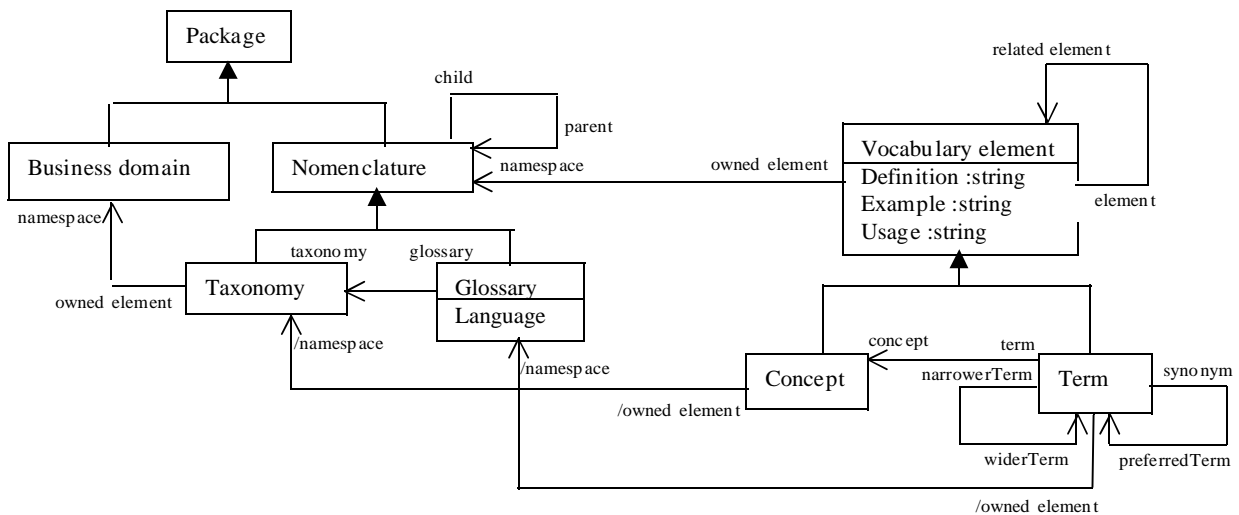 Package
related element
child
parent
Business domain
Nomenclature
namespace
owned element
Vocabulary element
Definition :string
Example :string
Usage :string
element
namespace
taxonomy
glossary
owned element
Taxonomy
Glossary
Language
/namespace
/namespace
concept
term
narrowerTerm
synonym
Concept
Term
/owned element
widerTerm
preferredTerm
/owned element